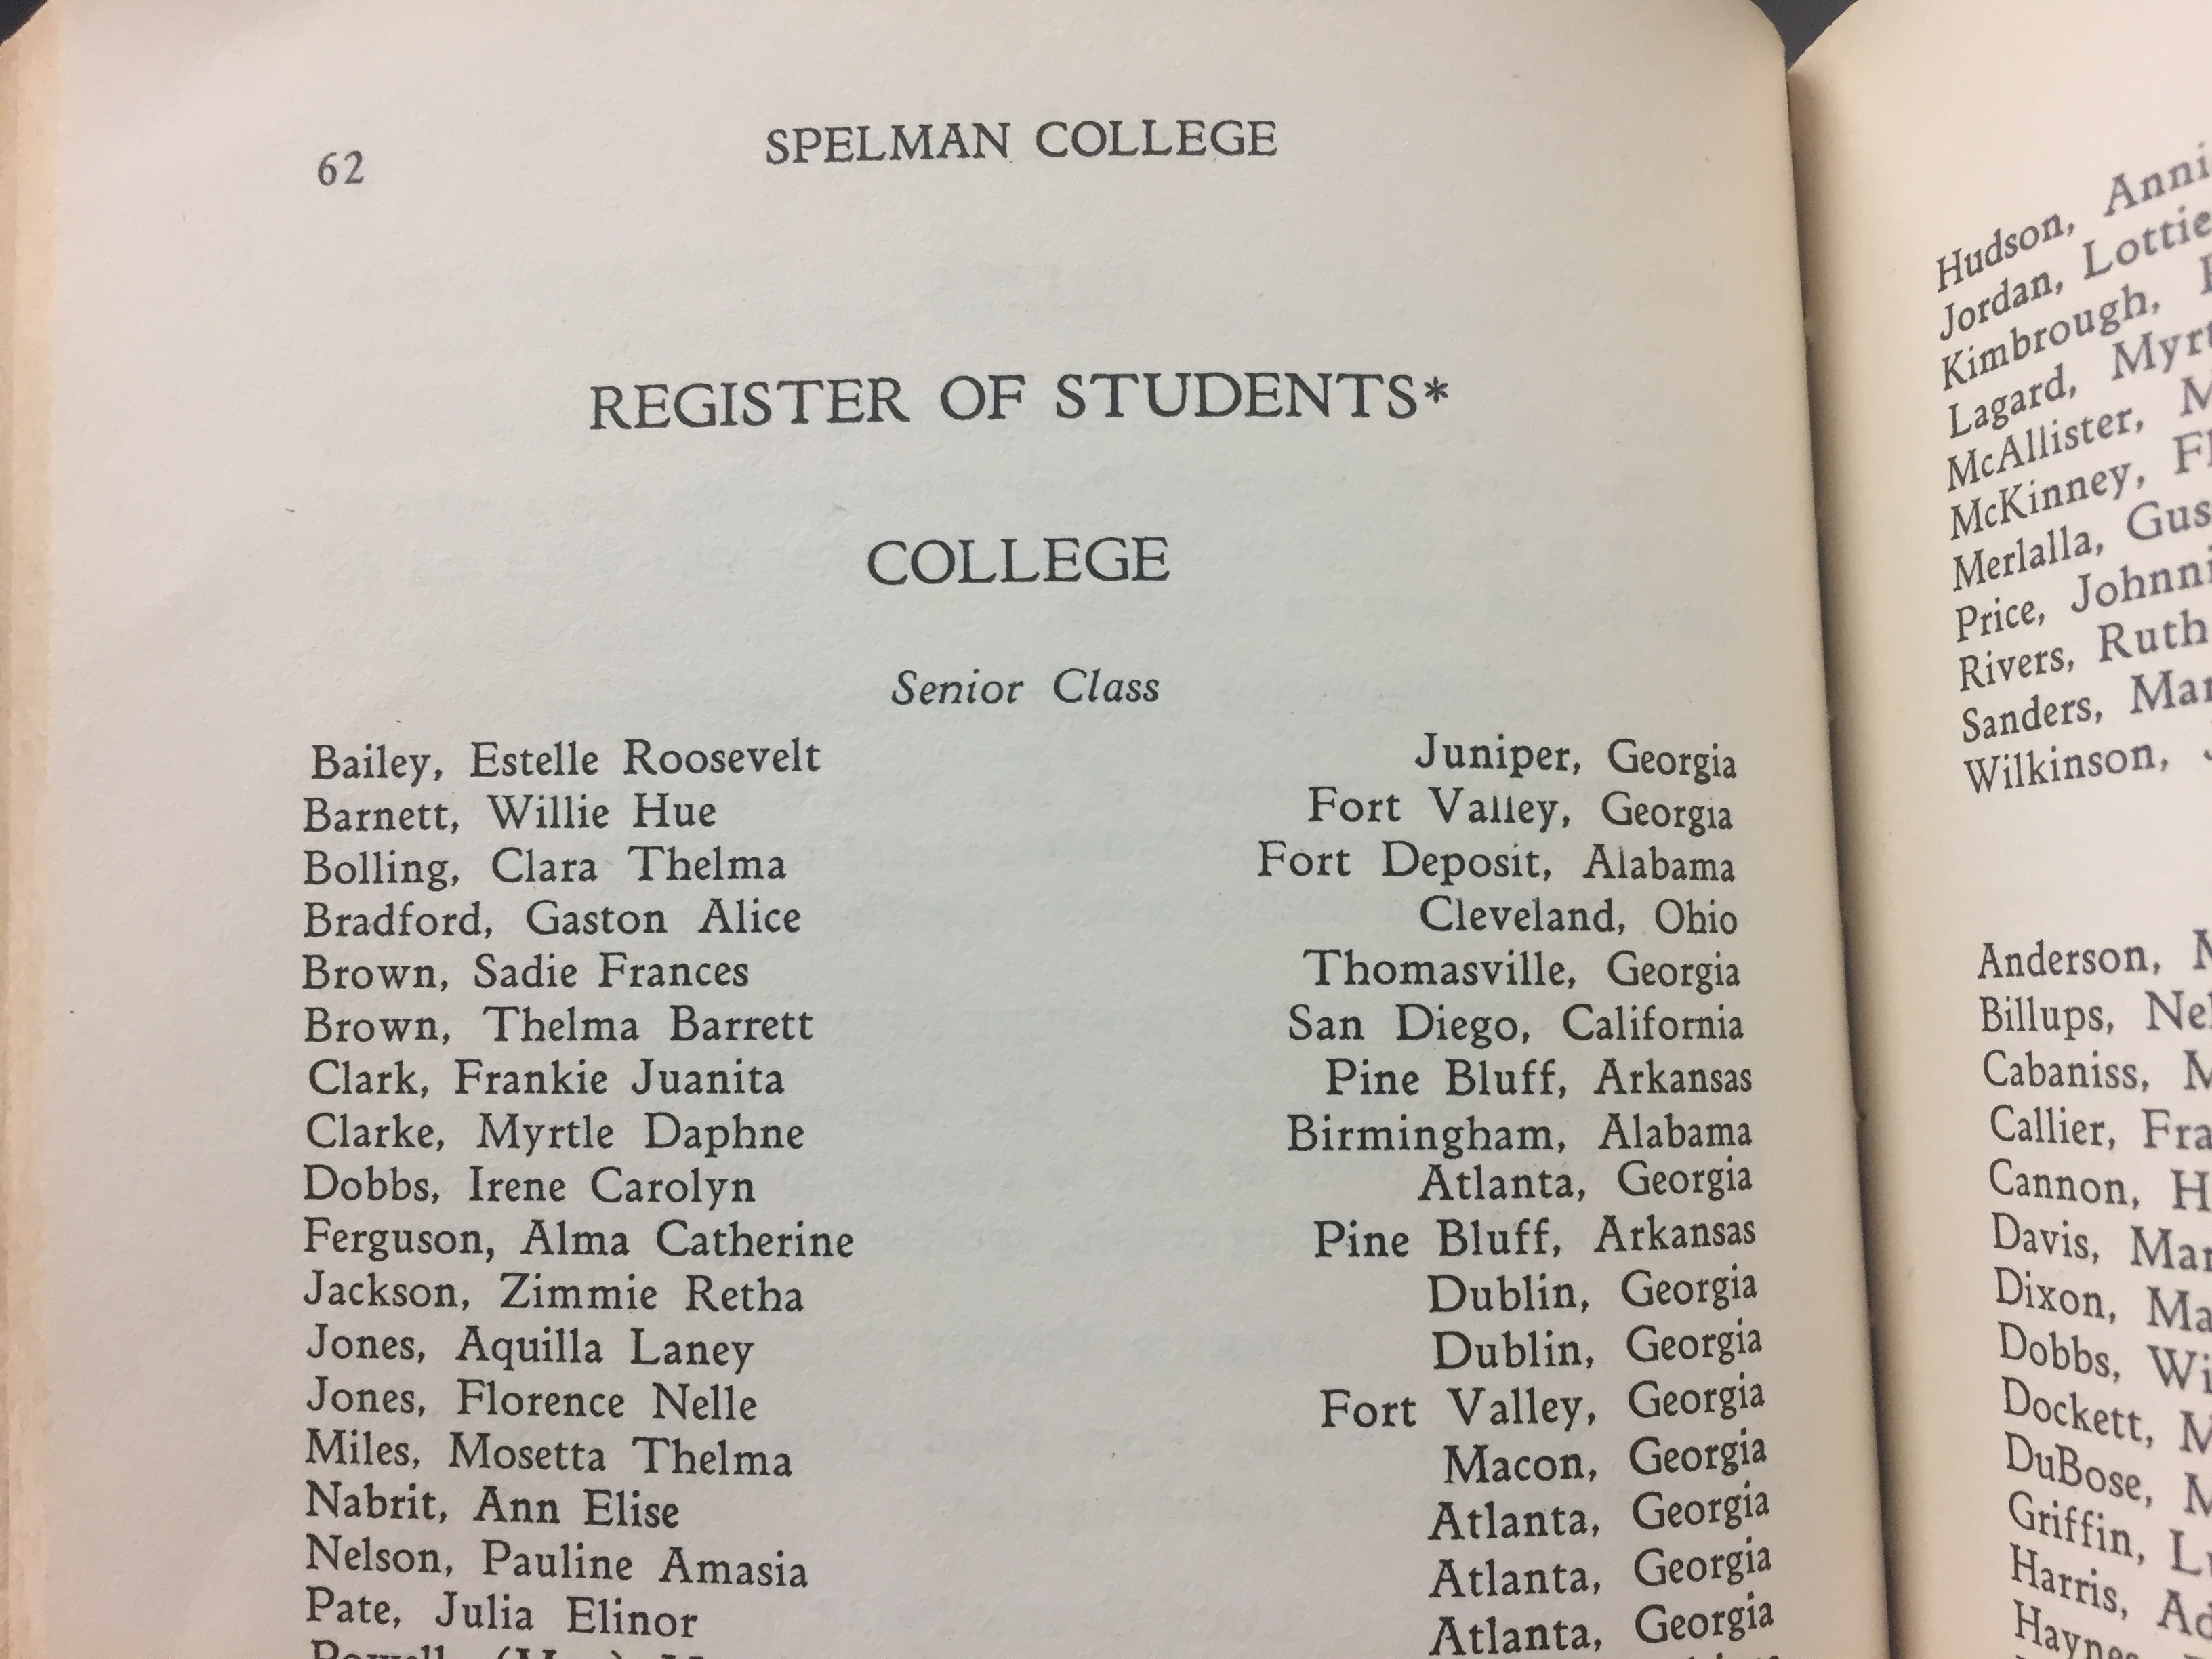 62 SPELMAN COLLEGE
REGISTER OF STUDENTS*
COLLEGE
Senior Class
Bailey, Estelle Roosevelt Juniper, Georgia
Barnett, Willie Hue Fort Valley, Georgia
Bolling, Clara Thelma Fort Deposit, Alabama
Bradford, Gaston Alice Cleveland, Ohio
Brown, Sadie Frances Thomasville, Georgia
Brown, Thelma Barrett San Diego, California
Clark, Frankie Juanita Pine Bluff, Arkansas
Clarke, Myrtle Daphne Birmingham, Alabama
Dobbs, Irene Carolyn Atlanta, Georgia
Ferguson, Alma Catherine Pine Bluff, Arkansas
Jackson, Zimmie Retha Dublin, Georgia
Jones, Aquilla Laney Dublin, Georgia
Jones, Florence Nelle Fort Valley, Georgia
Miles, Mosetta Thelma Macon, Georgia
Nabrit, Ann Elise Atlanta, Georgia
Nelson, Pauline Amasia Atlanta, Georgia
Pate, Julia Elinor Atlanta, Georgia
Hudson,
Jordan, Lottie
Kimbrough,
Lagard,
McAllister,
McKinney,
Merlalla,
Price,
Rivers, Ruth
Sanders,
Wilkinson,
Anderson,
Billups,
Cabaniss,
Callier,
Cannon,
Davis,
Dixon,
Dobbs,
Dockett,
DuBose,
Griffin,
Harris,